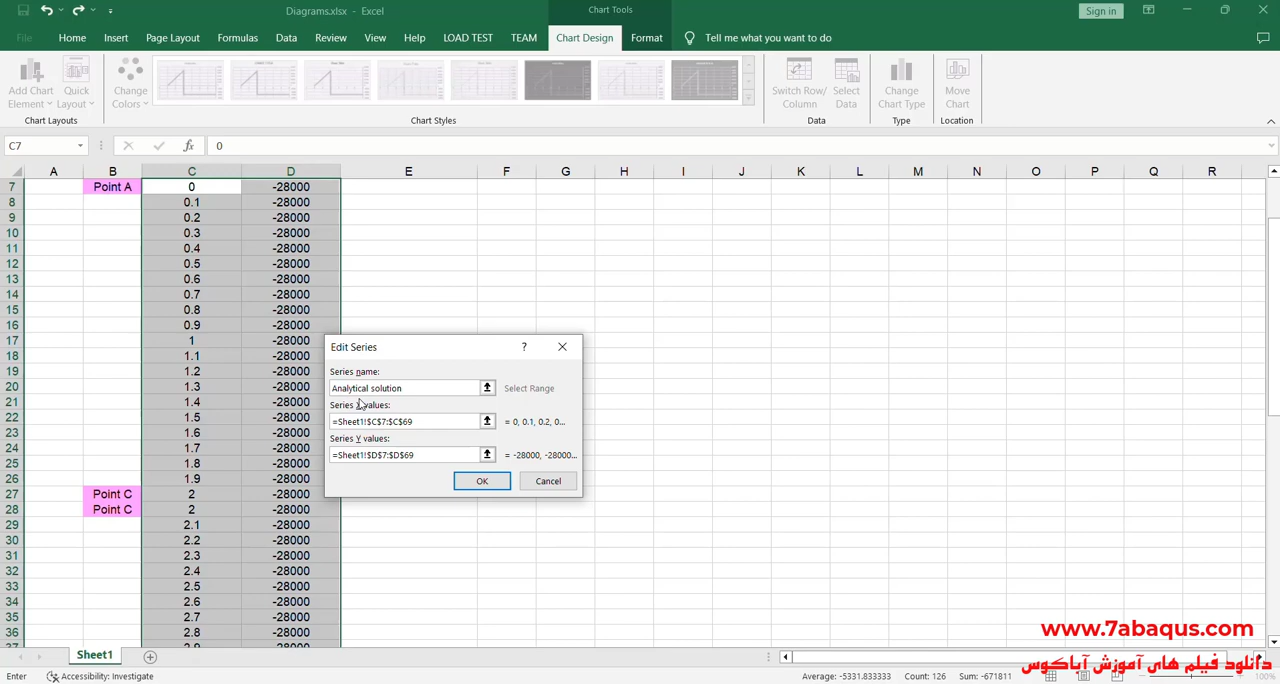 Diagrams.xlsx - Excel
Chart Tools
Sign in
File Home Insert Page Layout Formulas Data Review View Help LOAD TEST TEAM Chart Design Format Tell me what you want to do
Add Chart Element
Quick Layout
Change Colors
Switch Row/ Column
Select Data
Change Chart Type
Move Chart
Chart Layouts Chart Styles Data Type Location
C7 fx 0
A B C D E F G H I J K L M N O P Q R
7 Point A 0 -28000
8 0.1 -28000
9 0.2 -28000
10 0.3 -28000
11 0.4 -28000
12 0.5 -28000
13 0.6 -28000
14 0.7 -28000
15 0.8 -28000
16 0.9 -28000
17 1 -28000
18 1.1 -28000
19 1.2 -28000
20 1.3 -28000
21 1.4 -28000
22 1.5 -28000
23 1.6 -28000
24 1.7 -28000
25 1.8 -28000
26 1.9 -28000
27 Point C 2 -28000
28 Point C 2 -28000
29 2.1 -28000
30 2.2 -28000
31 2.3 -28000
32 2.4 -28000
33 2.5 -28000
34 2.6 -28000
35 2.7 -28000
36 2.8 -28000
37 2.9 -28000
Edit Series ?
Series name:
Analytical solution Select Range
Series X values:
=Sheet1!$C$7:$C$69 = 0, 0.1, 0.2, 0...
Series Y values:
=Sheet1!$D$7:$D$69 = -28000, -28000...
OK Cancel
www.7abaqus.com
دانلود فیلم های آموزش آباکوس
Sheet1
Enter Accessibility: Investigate Average: -5331.833333 Count: 126 Sum: -671811 100%